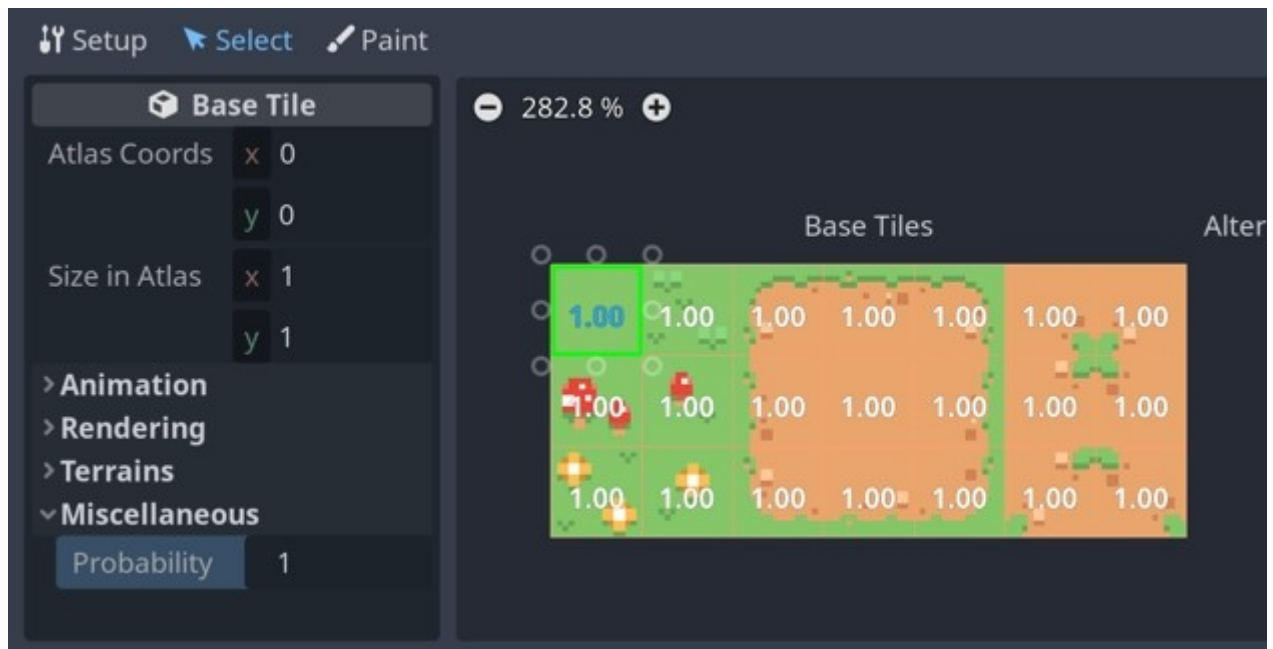 Setup Select Paint
Base Tile
282.8 %
Atlas Coords x 0
y 0
Base Tiles
Alter
Size in Atlas x 1
y 1
1.00 1.00 1.00 1.00 1.00 1.00 1.00
Animation
1.00 1.00 1.00 1.00 1.00 1.00 1.00
Rendering
Terrains
1.00 1.00 1.00 1.00 1.00 1.00 1.00
Miscellaneous
Probability 1